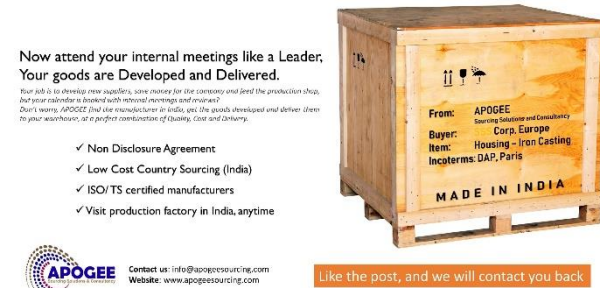 Now attend your internal meetings like a Leader,
Your goods are Developed and Delivered.
Your job is to develop new suppliers, save money for the company and feed the production shop,
but your calendar is booked with internal meetings and reviews?
Don't worry, APOGEE find the manufacturer in India, get the goods developed and deliver them
to your warehouse, at a perfect combination of Quality, Cost and Delivery.
✓ Non Disclosure Agreement
✓ Low Cost Country Sourcing (India)
✓ ISO/TS certified manufacturers
✓ Visit production factory in India, anytime
From: APOGEE
Sourcing Solutions and Consultancy
Buyer: Corp. Europe
Item: Housing - Iron Casting
Incoterms: DAP, Paris
MADE IN INDIA
APOGEE
Sourcing Solutions & Consultancy
Contact us: info@apogeesourcing.com
Website: www.apogeesourcing.com
Like the post, and we will contact you back